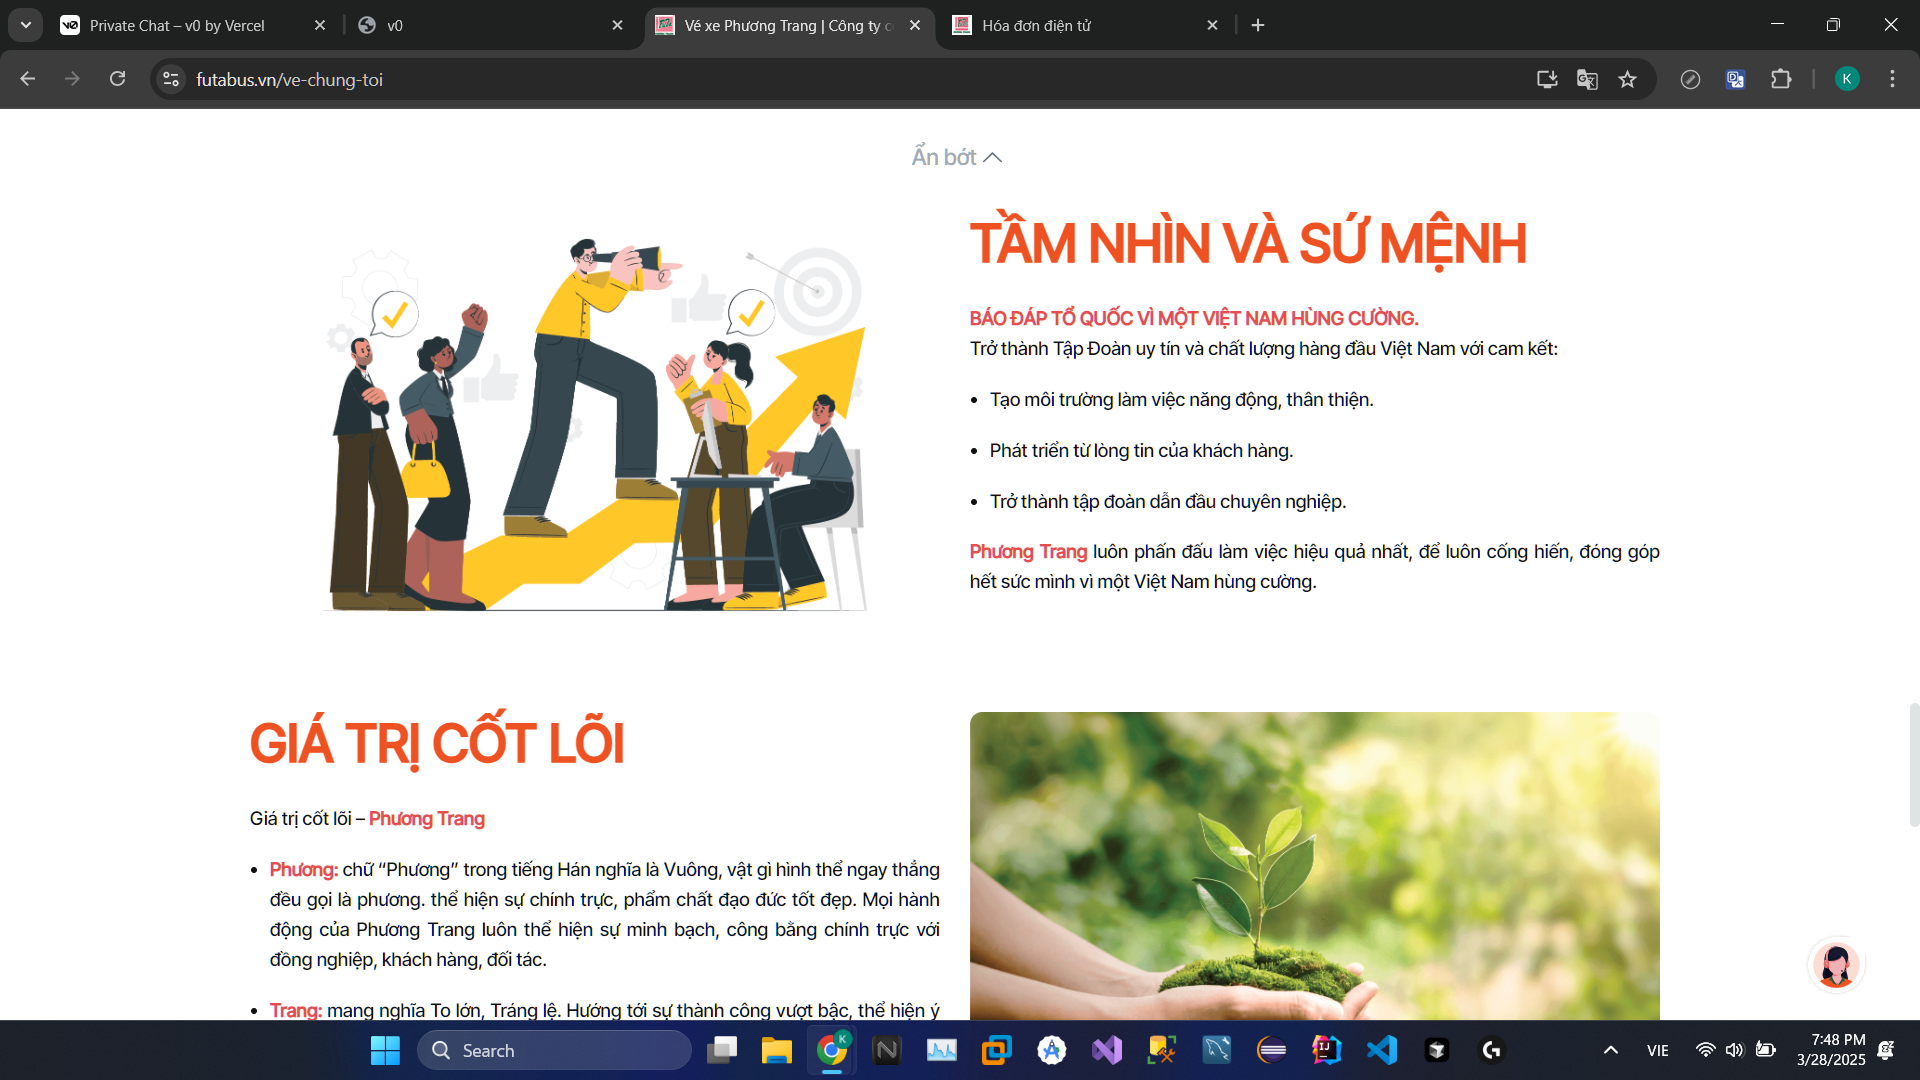 Private Chat – v0 by Vercel
v0
Vé xe Phương Trang | Công ty c
Hóa đơn điện tử
futabus.vn/ve-chung-toi
K
Ẩn bớt
TẦM NHÌN VÀ SỨ MỆNH
BÁO ĐÁP TỔ QUỐC VÌ MỘT VIỆT NAM HÙNG CƯỜNG.
Trở thành Tập Đoàn uy tín và chất lượng hàng đầu Việt Nam với cam kết:
• Tạo môi trường làm việc năng động, thân thiện.
• Phát triển từ lòng tin của khách hàng.
• Trở thành tập đoàn dẫn đầu chuyên nghiệp.
Phương Trang luôn phấn đấu làm việc hiệu quả nhất, để luôn cống hiến, đóng góp
hết sức mình vì một Việt Nam hùng cường.
GIÁ TRỊ CỐT LÕI
Giá trị cốt lõi – Phương Trang
• Phương: chữ “Phương” trong tiếng Hán nghĩa là Vuông, vật gì hình thể ngay thẳng
đều gọi là phương. thể hiện sự chính trực, phẩm chất đạo đức tốt đẹp. Mọi hành
động của Phương Trang luôn thể hiện sự minh bạch, công bằng chính trực với
đồng nghiệp, khách hàng, đối tác.
• Trang: mang nghĩa To lớn, Tráng lệ. Hướng tới sự thành công vượt bậc, thể hiện ý
Search
K
VIE
7:48 PM
3/28/2025